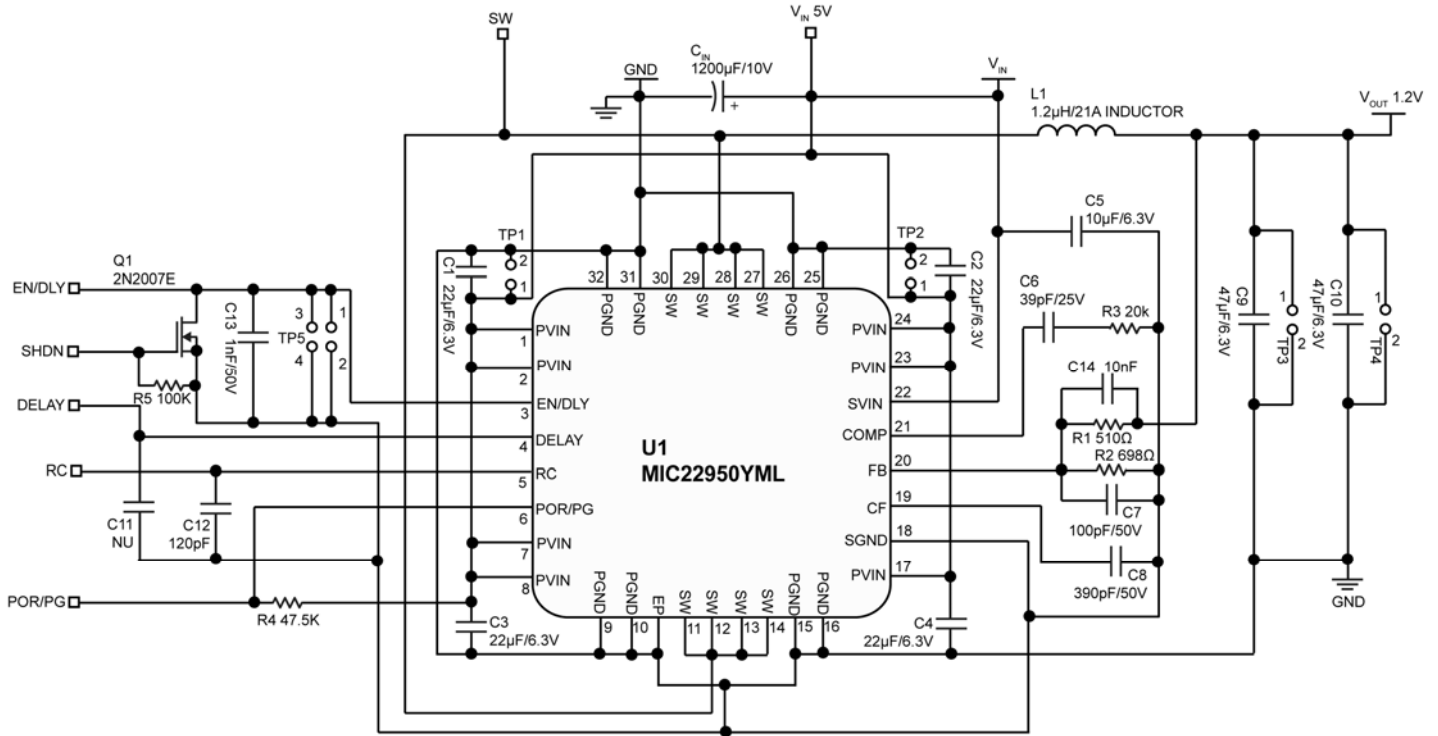 SW
V_IN 5V
C_IN
1200µF/10V
GND
V_IN
L1
1.2µH/21A INDUCTOR
V_OUT 1.2V
+
C5
10µF/6.3V
TP1
2
1
C1
22µF/6.3V
32
31
30
29
28
27
26
25
PGND
PGND
SW
SW
SW
SW
PGND
PGND
TP2
2
1
C2
22µF/6.3V
Q1
2N2007E
EN/DLY
SHDN
R5 100K
C13
1nF/50V
3
1
TP5
4
2
DELAY
RC
C11
NU
C12
120pF
POR/PG
R4 47.5K
C3
22µF/6.3V
PVIN
1
PVIN
2
EN/DLY
3
DELAY
4
RC
5
POR/PG
6
PVIN
7
PVIN
8
U1
MIC22950YML
24
PVIN
23
PVIN
22
SVIN
21
COMP
20
FB
19
CF
18
SGND
17
PVIN
PGND
PGND
EP
SW
SW
SW
SW
PGND
PGND
9
10
11
12
13
14
15
16
C4
22µF/6.3V
C6
39pF/25V
R3 20k
C14 10nF
R1 510Ω
R2 698Ω
C7
100pF/50V
C8
390pF/50V
C9
47µF/6.3V
1
2
TP3
C10
47µF/6.3V
1
2
TP4
GND